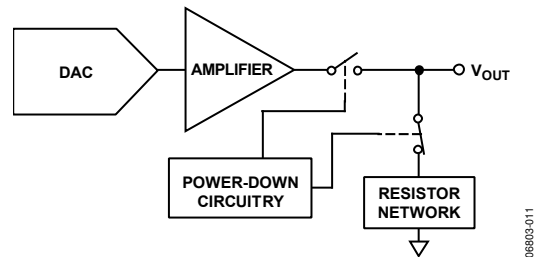 DAC
AMPLIFIER
VOUT
POWER-DOWN
CIRCUITRY
RESISTOR
NETWORK
06803-011